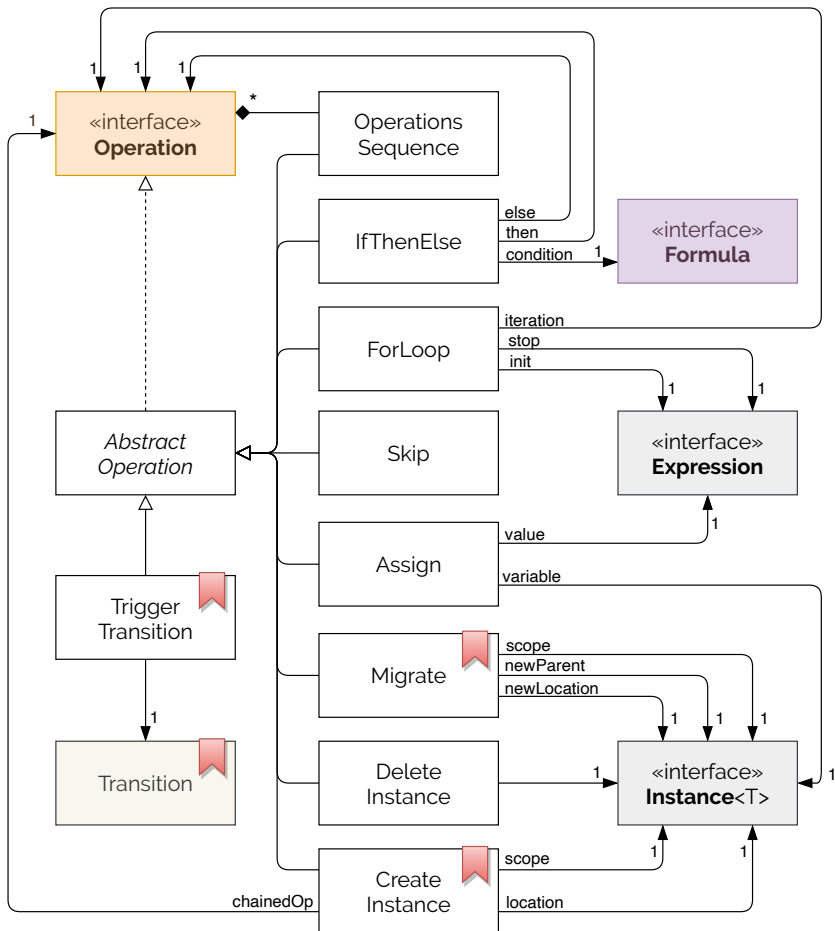 1
1
1
1
«interface»
Operation
*
Operations
Sequence
IfThenElse
else
then
condition
1
«interface»
Formula
ForLoop
iteration
stop
init
1
1
Abstract
Operation
Skip
«interface»
Expression
Assign
value
1
variable
Trigger
Transition
Migrate
scope
newParent
newLocation
1
1
1
1
Transition
Delete
Instance
1
«interface»
Instance<T>
1
Create
Instance
scope
1
1
chainedOp
location